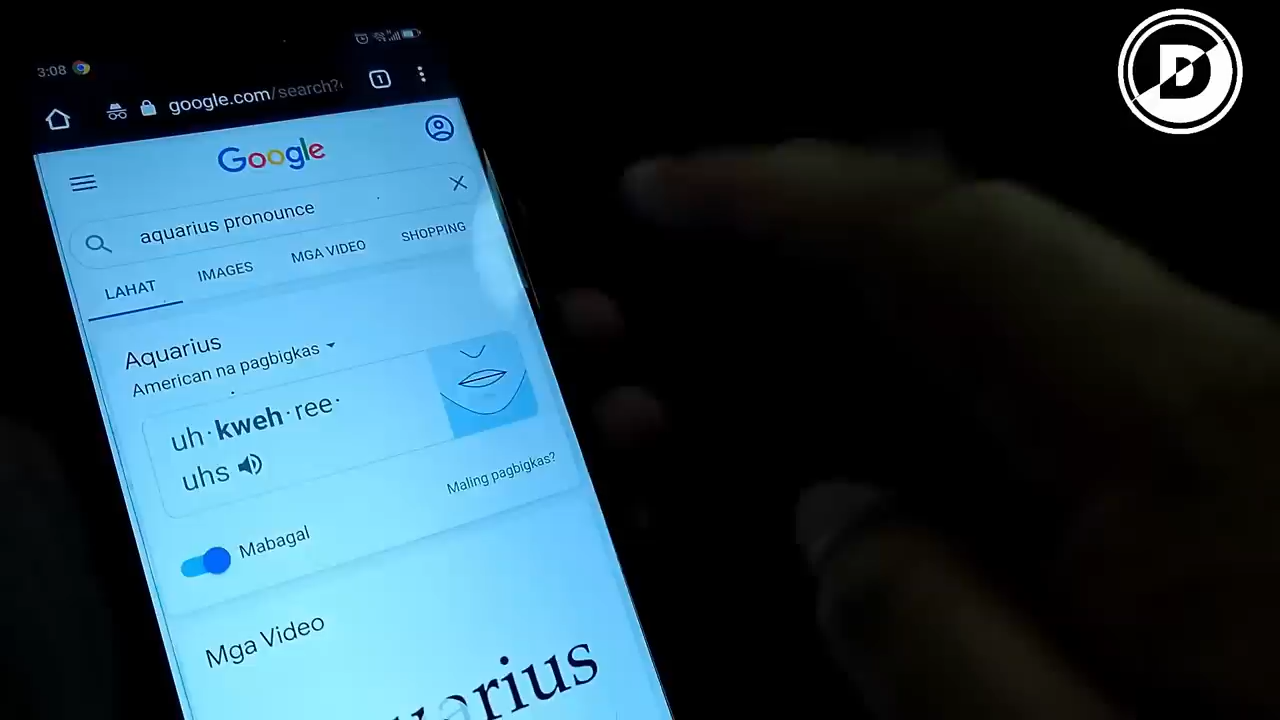 3:08
google.com/search?
1
Google
aquarius pronounce
LAHAT IMAGES MGA VIDEO SHOPPING
Aquarius
American na pagbigkas
uh·kweh·ree·
uhs
Maling pagbigkas?
Mabagal
Mga Video
arius
D